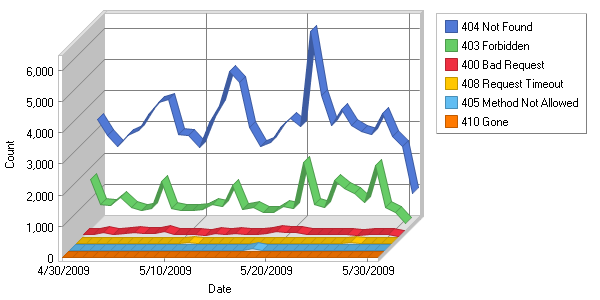 404 Not Found
403 Forbidden
400 Bad Request
408 Request Timeout
405 Method Not Allowed
410 Gone
Count
6,000
5,000
4,000
3,000
2,000
1,000
0
4/30/2009
5/10/2009
5/20/2009
5/30/2009
Date